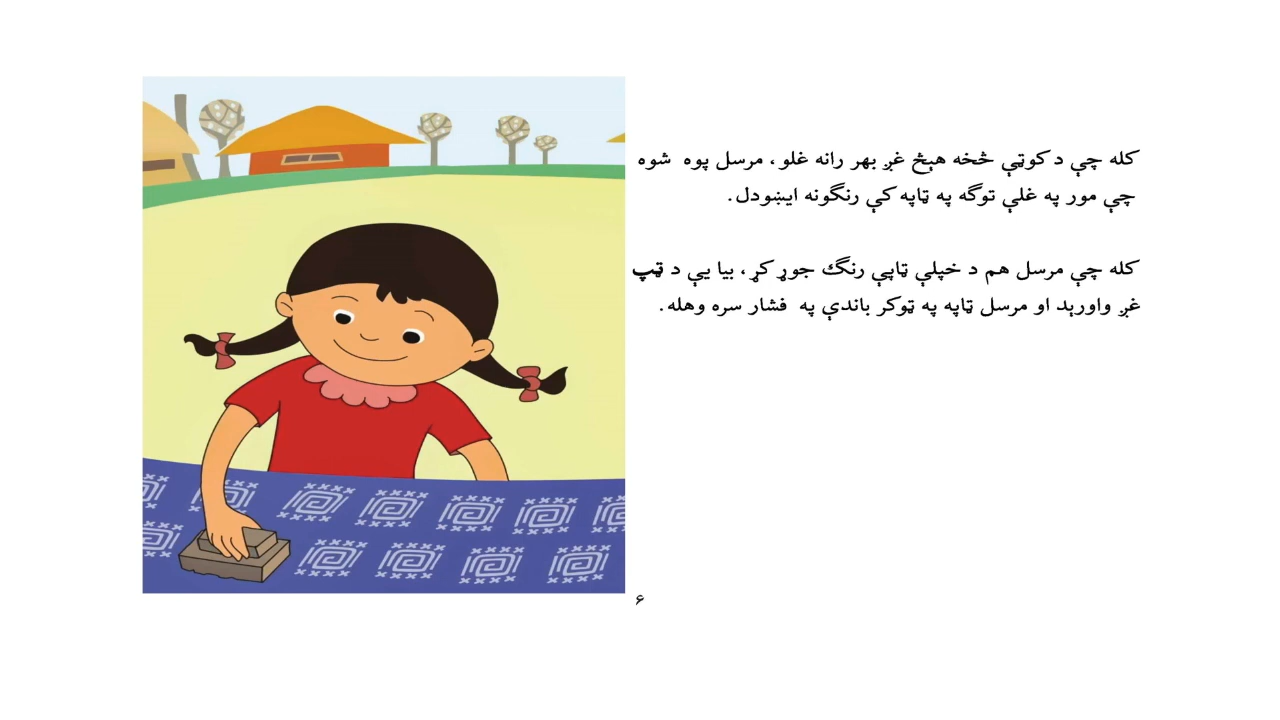 کله چې د کوټې څخه هېڅ غږ بهر رانه غلو، مرسل پوه شوه
چې مور په غلې توګه په ټاپه کې رنګونه ایښودل.
کله چې مرسل هم د خپلې ټاپې رنګ جوړ کړ، بیا یې د ټپ
غږ واورېد او مرسل ټاپه په ټوکر باندې په فشار سره وهله.
۶